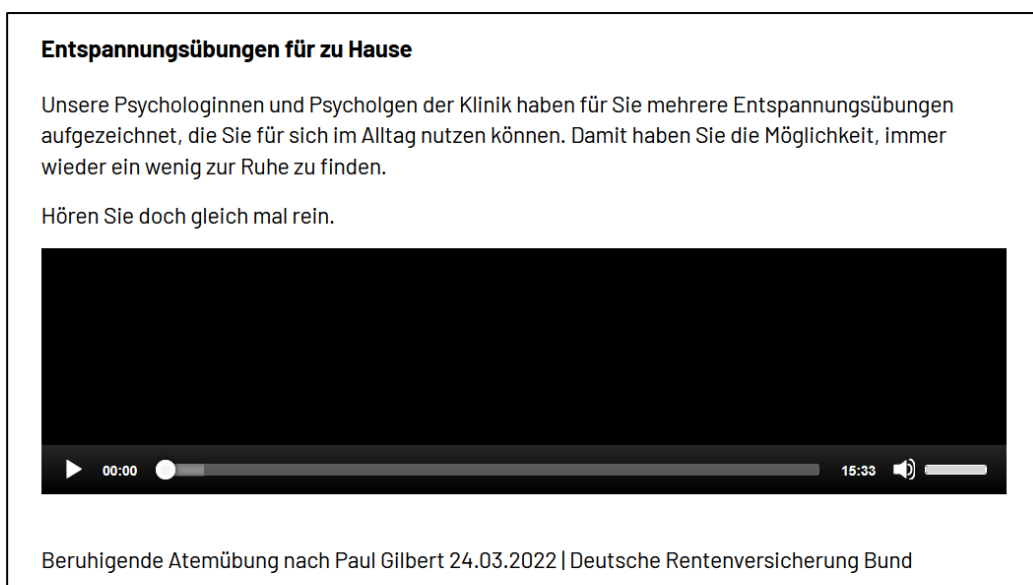 Entspannungsübungen für zu Hause
Unsere Psychologinnen und Psycholgen der Klinik haben für Sie mehrere Entspannungsübungen
aufgezeichnet, die Sie für sich im Alltag nutzen können. Damit haben Sie die Möglichkeit, immer
wieder ein wenig zur Ruhe zu finden.
Hören Sie doch gleich mal rein.
00:00 15:33
Beruhigende Atemübung nach Paul Gilbert 24.03.2022 | Deutsche Rentenversicherung Bund